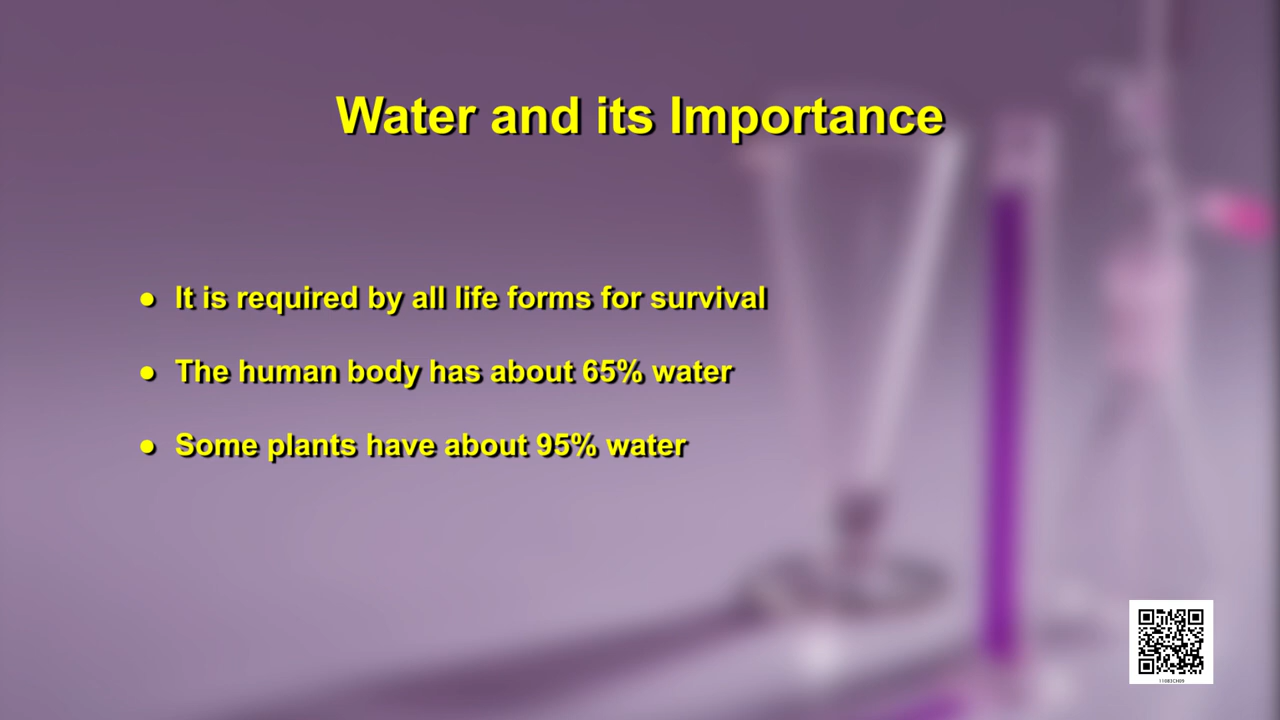 Water and its Importance
● It is required by all life forms for survival
● The human body has about 65% water
● Some plants have about 95% water
11082CH09